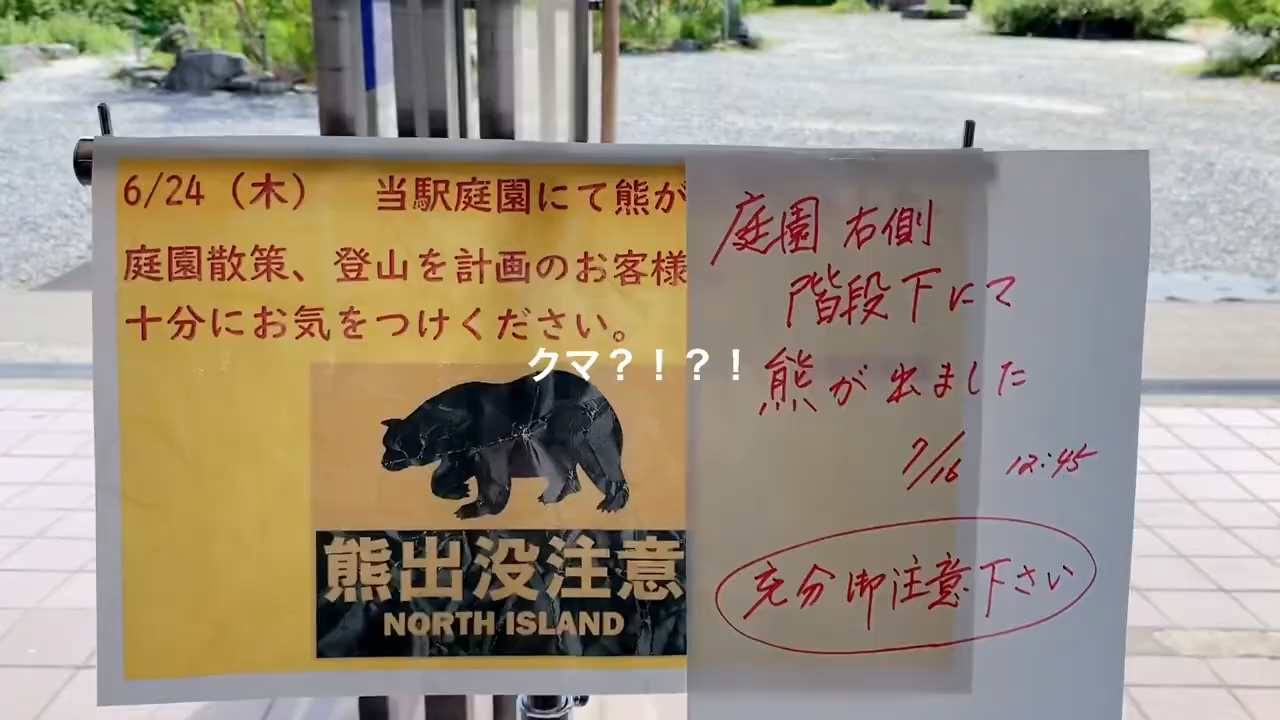 6/24（木）　当駅庭園にて熊が
庭園散策、登山を計画のお客様
十分にお気をつけください。
熊出没注意
NORTH ISLAND
庭園 右側
階段下にて
熊が出ました
7/16 12:45
充分御注意下さい
クマ？！？！